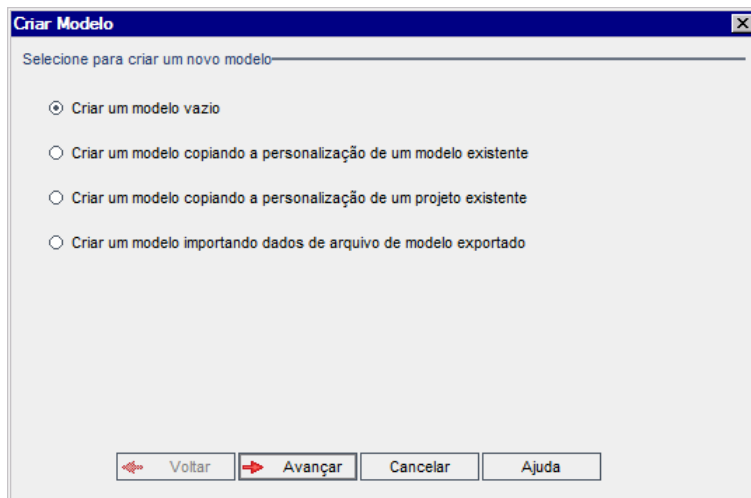 Criar Modelo
Selecione para criar um novo modelo
Criar um modelo vazio
Criar um modelo copiando a personalização de um modelo existente
Criar um modelo copiando a personalização de um projeto existente
Criar um modelo importando dados de arquivo de modelo exportado
Voltar Avançar Cancelar Ajuda